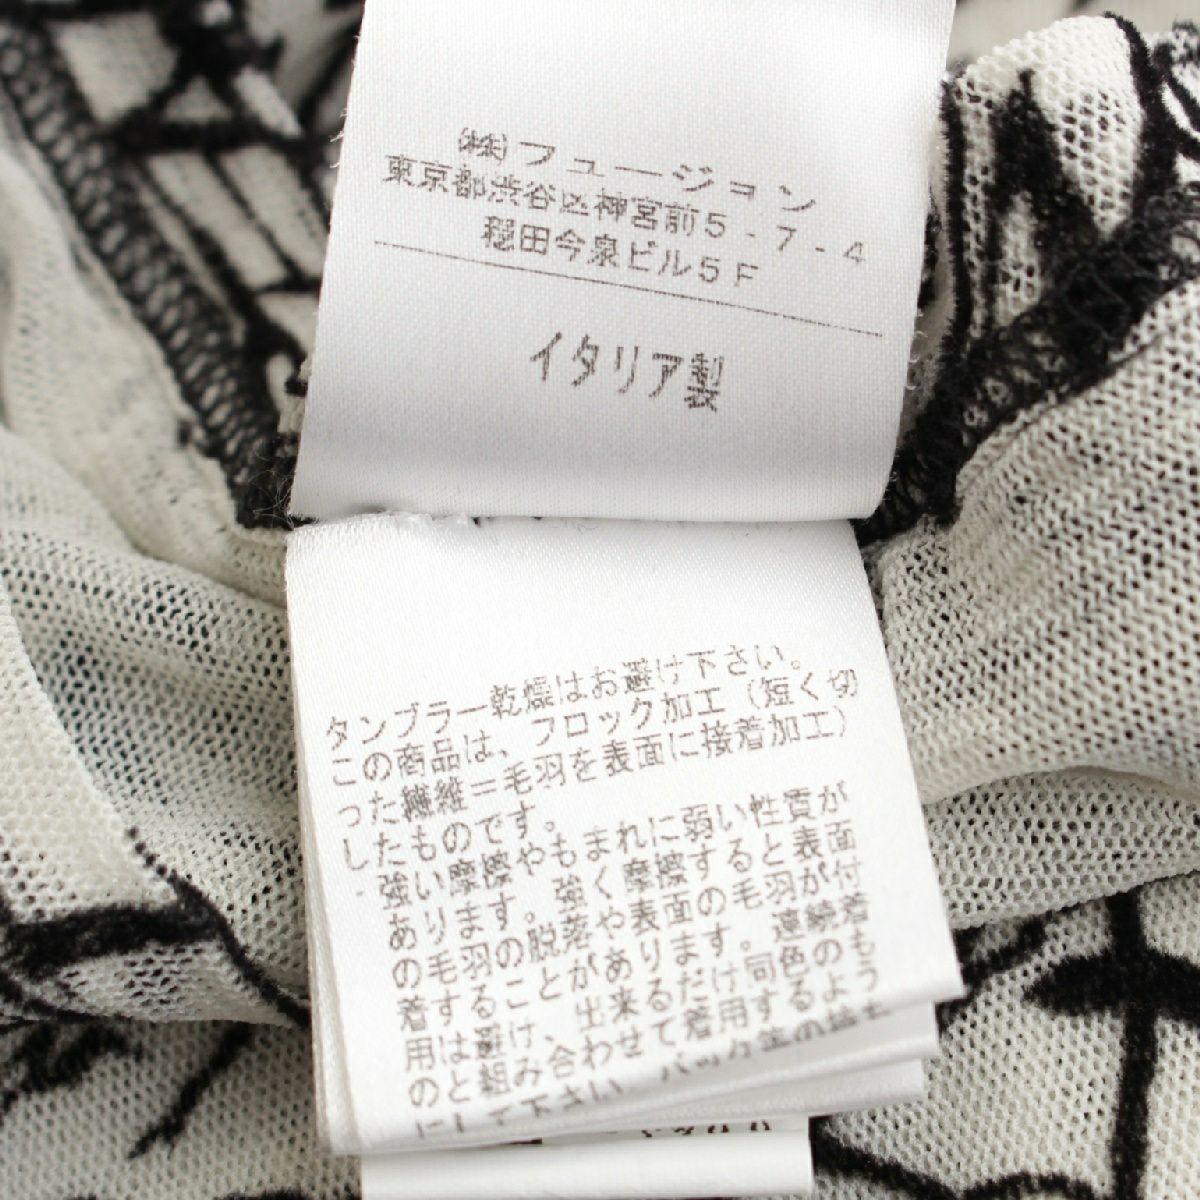 ㈱フュージョン
東京都渋谷区神宮前5-7-4
穏田今泉ビル5F
イタリア製
タンブラー乾燥はお避け下さい。
この商品は、フロック加工（短く切
った繊維＝毛羽を表面に接着加工）
したものです。
強い摩擦やもまれに弱い性質が
あります。強く摩擦すると表面
の毛羽の脱落や表面の毛羽が付
着することがあります。連続着
用は避け、出来るだけ同色のも
のと組み合わせて着用するよう
にして下さい